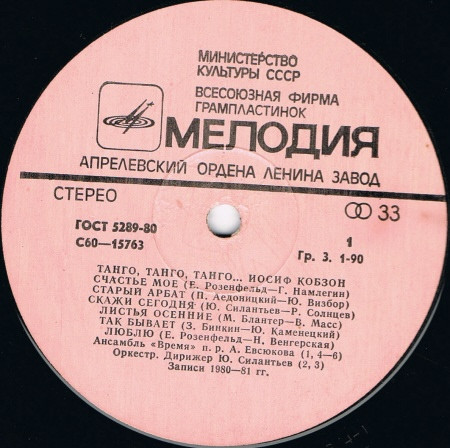 МИНИСТЕРСТВО
КУЛЬТУРЫ СССР
ВСЕСОЮЗНАЯ ФИРМА
ГРАМПЛАСТИНОК
МЕЛОДИЯ
АПРЕЛЕВСКИЙ ОРДЕНА ЛЕНИНА ЗАВОД
СТЕРЕО
33
ГОСТ 5289-80
С60—15763
1
Гр. 3. 1-90
ТАНГО, ТАНГО, ТАНГО... ИОСИФ КОБЗОН
СЧАСТЬЕ МОЕ (Е. Розенфельд—Г. Намлегин)
СТАРЫЙ АРБАТ (П. Аедоницкий—Ю. Визбор)
СКАЖИ СЕГОДНЯ (Ю. Силантьев—Р. Солнцев)
ЛИСТЬЯ ОСЕННИЕ (М. Блантер—В. Масс)
ТАК БЫВАЕТ (З. Бинкин—Ю. Каменецкий)
ЛЮБЛЮ (Е. Розенфельд—Н. Венгерская)
Ансамбль «Время» п. р. А. Евсюкова (1, 4—6)
Оркестр. Дирижер Ю. Силантьев (2, 3)
Записи 1980—81 гг.